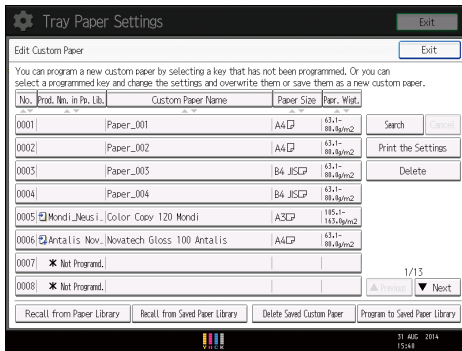 Tray Paper Settings
Exit
Edit Custom Paper
Exit
You can program a new custom paper by selecting a key that has not been programmed. Or you can
select a programmed key and change the settings and overwrite them or save them as a new custom paper.
No. Prod. Nm. in Pp. Lib. Custom Paper Name Paper Size Papr. Wigt.
0001 Paper_001 A4 63.1-80.0g/m2
Search Cancel
0002 Paper_002 A4 63.1-80.0g/m2
Print the Settings
0003 Paper_003 B4 JIS 63.1-80.0g/m2
Delete
0004 Paper_004 B4 JIS 63.1-80.0g/m2
0005 Mondi_Neusi.. Color Copy 120 Mondi A3 105.1-163.0g/m2
0006 Antalis Nov.. Novatech Gloss 100 Antalis A4 63.1-80.0g/m2
0007 * Not Programd.
0008 * Not Programd.
1/13
▲ Previous ▼ Next
Recall from Paper Library Recall from Saved Paper Library Delete Saved Custom Paper Program to Saved Paper Library
Y M C K
31 AUG 2014
15:48